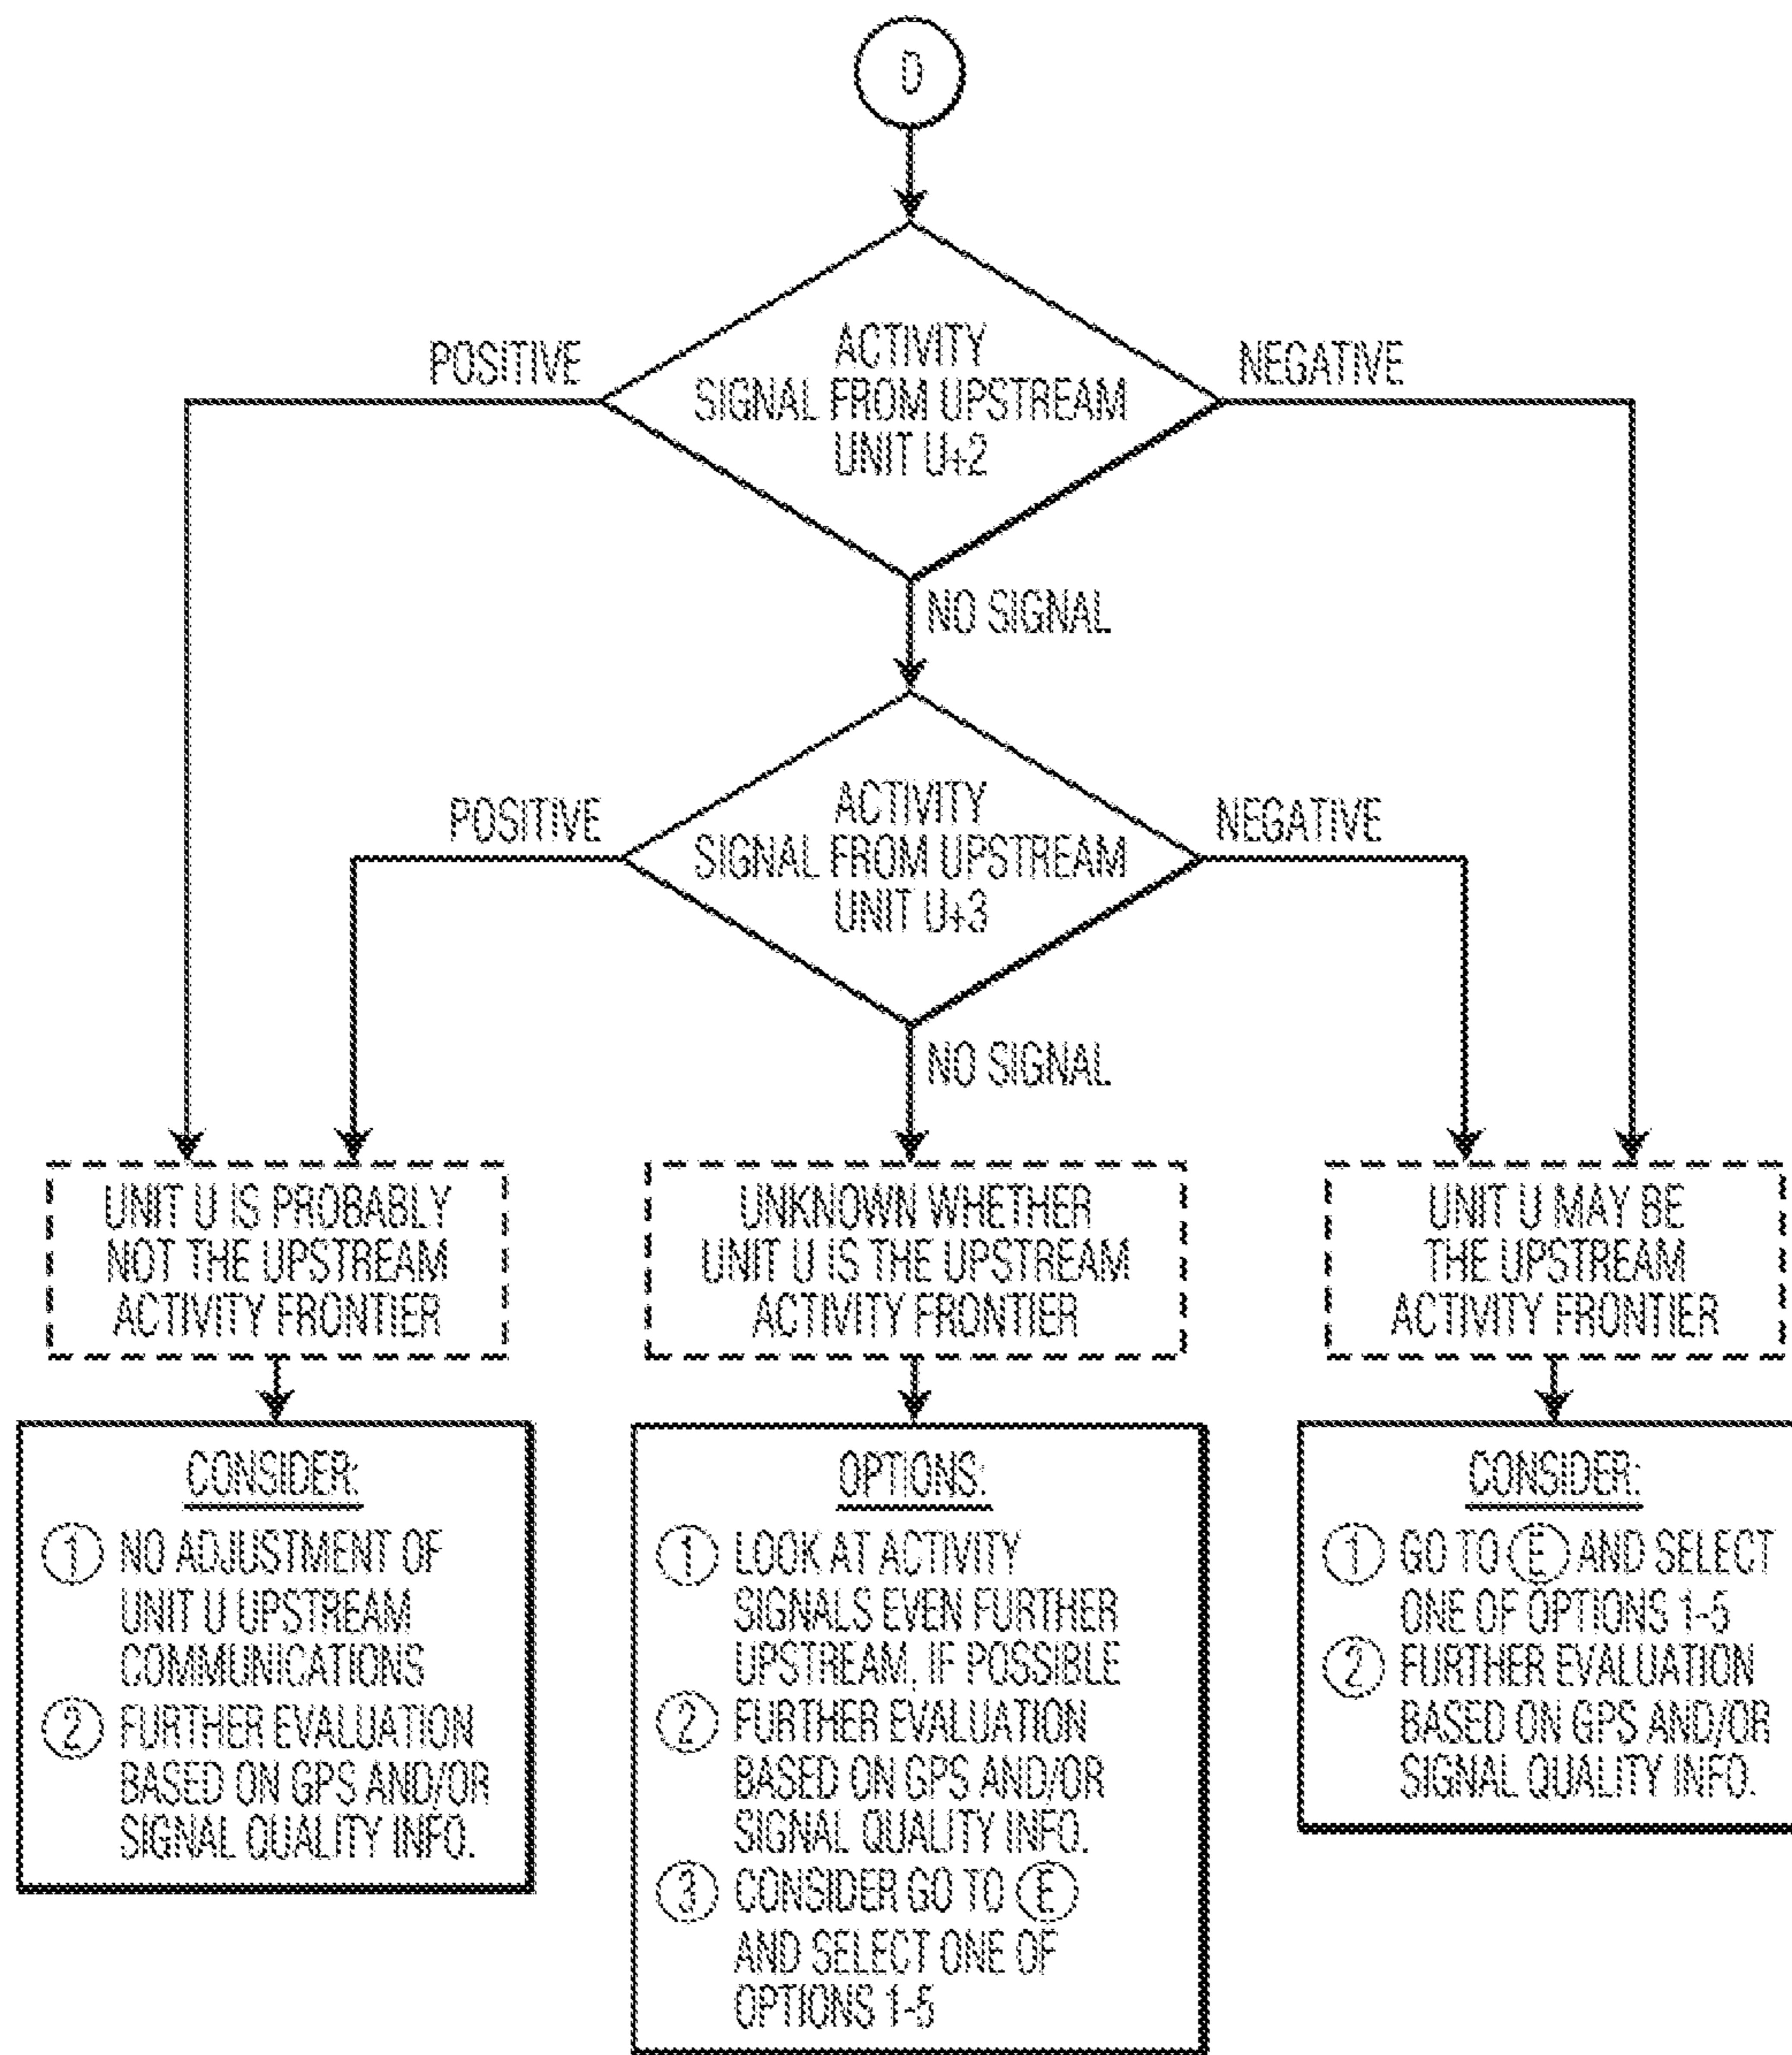 D
ACTIVITY
SIGNAL FROM UPSTREAM
UNIT U+2
POSITIVE
NEGATIVE
NO SIGNAL
ACTIVITY
SIGNAL FROM UPSTREAM
UNIT U+3
POSITIVE
NEGATIVE
NO SIGNAL
UNIT U IS PROBABLY
NOT THE UPSTREAM
ACTIVITY FRONTIER
UNKNOWN WHETHER
UNIT U IS THE UPSTREAM
ACTIVITY FRONTIER
UNIT U MAY BE
THE UPSTREAM
ACTIVITY FRONTIER
CONSIDER:
1 NO ADJUSTMENT OF
UNIT U UPSTREAM
COMMUNICATIONS
2 FURTHER EVALUATION
BASED ON GPS AND/OR
SIGNAL QUALITY INFO.
OPTIONS:
1 LOOK AT ACTIVITY
SIGNALS EVEN FURTHER
UPSTREAM, IF POSSIBLE
2 FURTHER EVALUATION
BASED ON GPS AND/OR
SIGNAL QUALITY INFO.
3 CONSIDER GO TO E
AND SELECT ONE OF
OPTIONS 1-5
CONSIDER:
1 GO TO E AND SELECT
ONE OF OPTIONS 1-5
2 FURTHER EVALUATION
BASED ON GPS AND/OR
SIGNAL QUALITY INFO.